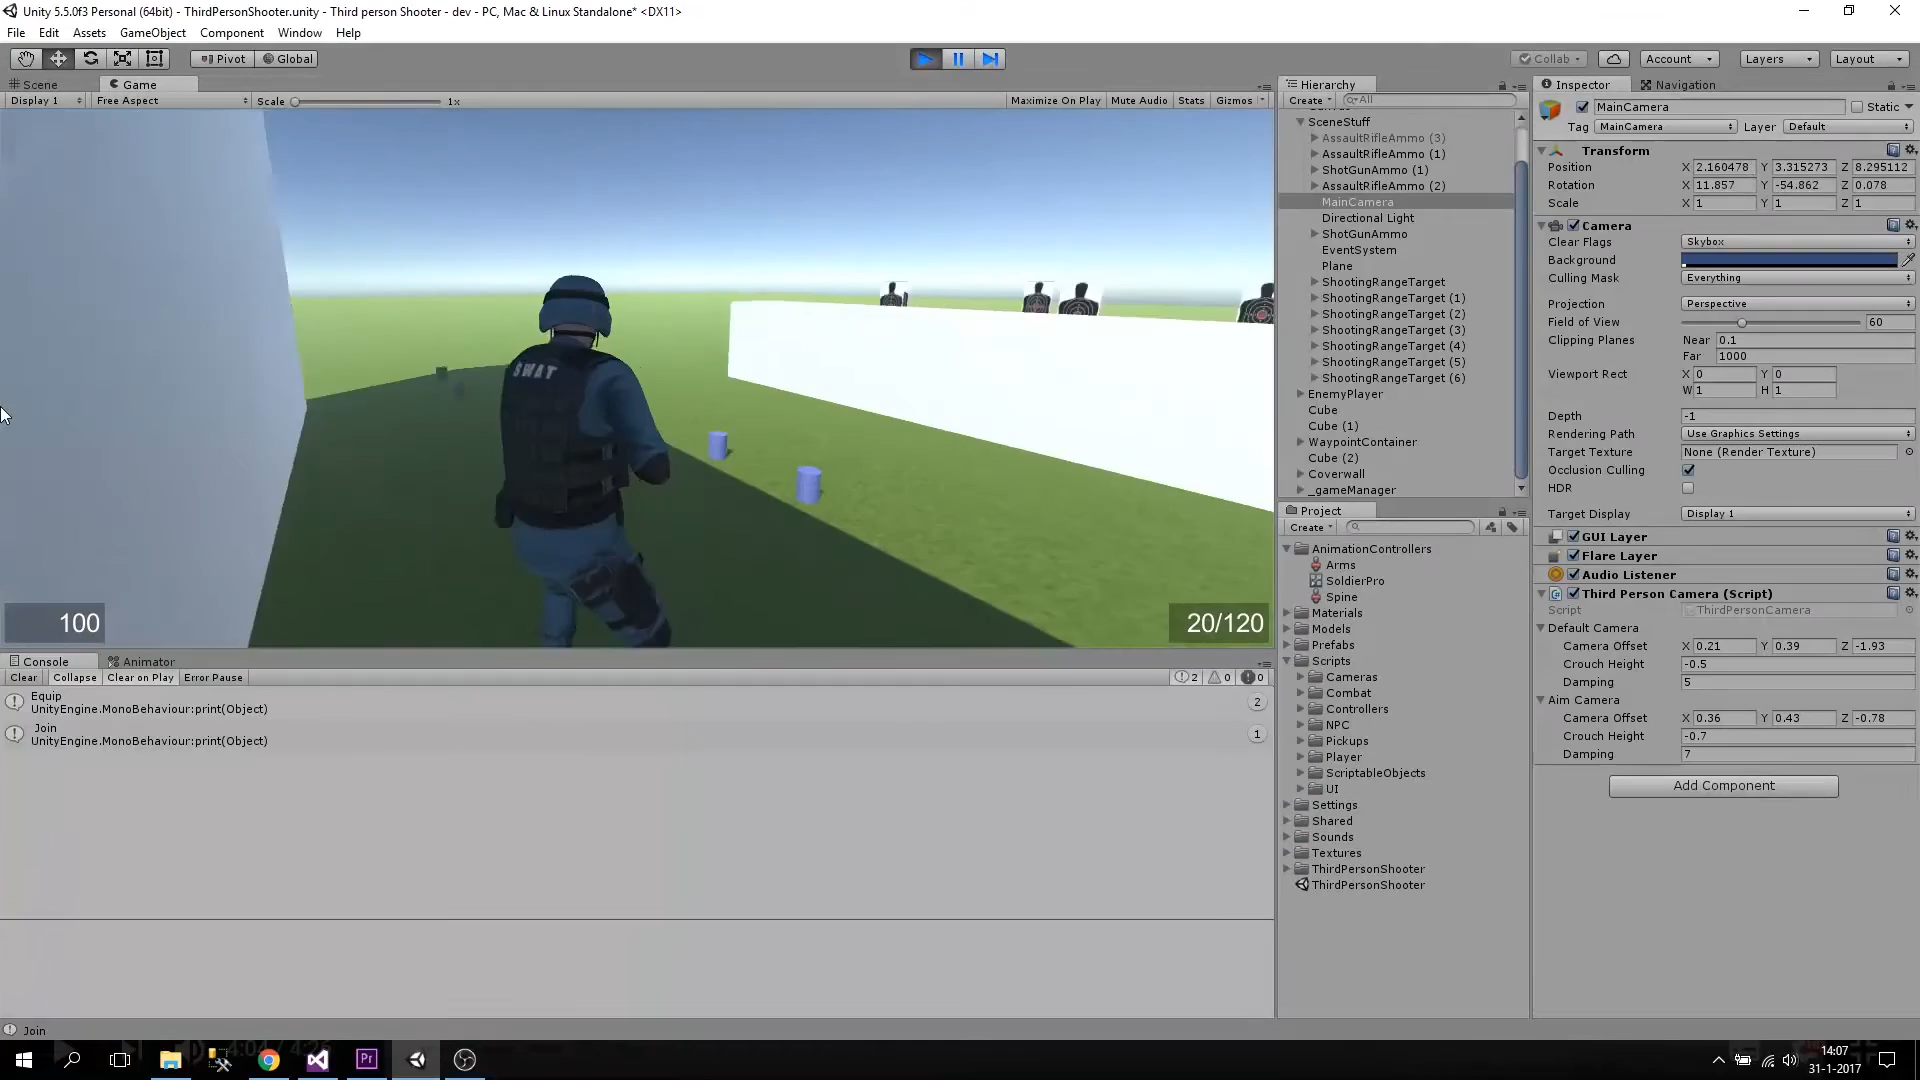 Unity 5.5.0f3 Personal (64bit) - ThirdPersonShooter.unity - Third person Shooter - dev - PC, Mac & Linux Standalone* <DX11>
File Edit Assets GameObject Component Window Help
Pivot Global Collab Account Layers Layout
Scene Game
Display 1 Free Aspect Scale 1x Maximize On Play Mute Audio Stats Gizmos
SWAT
100
20/120
Console Animator
Clear Collapse Clear on Play Error Pause 2 0 0
Equip
UnityEngine.MonoBehaviour:print(Object) 2
Join
UnityEngine.MonoBehaviour:print(Object) 1
Join
Hierarchy
Create All
SceneStuff
AssaultRifleAmmo (3)
AssaultRifleAmmo (1)
ShotGunAmmo (1)
AssaultRifleAmmo (2)
MainCamera
Directional Light
ShotGunAmmo
EventSystem
Plane
ShootingRangeTarget
ShootingRangeTarget (1)
ShootingRangeTarget (2)
ShootingRangeTarget (3)
ShootingRangeTarget (4)
ShootingRangeTarget (5)
ShootingRangeTarget (6)
EnemyPlayer
Cube
Cube (1)
WaypointContainer
Cube (2)
Coverwall
_gameManager
Project
Create
AnimationControllers
Arms
SoldierPro
Spine
Materials
Models
Prefabs
Scripts
Cameras
Combat
Controllers
NPC
Pickups
Player
ScriptableObjects
UI
Settings
Shared
Sounds
Textures
ThirdPersonShooter
ThirdPersonShooter
Inspector Navigation
MainCamera Static
Tag MainCamera Layer Default
Transform
Position X 2.160478 Y 3.315273 Z 8.295112
Rotation X 11.857 Y -54.862 Z 0.078
Scale X 1 Y 1 Z 1
Camera
Clear Flags Skybox
Background
Culling Mask Everything
Projection Perspective
Field of View 60
Clipping Planes Near 0.1
Far 1000
Viewport Rect X 0 Y 0
W 1 H 1
Depth -1
Rendering Path Use Graphics Settings
Target Texture None (Render Texture)
Occlusion Culling
HDR
Target Display Display 1
GUI Layer
Flare Layer
Audio Listener
Third Person Camera (Script)
Script ThirdPersonCamera
Default Camera
Camera Offset X 0.21 Y 0.39 Z -1.93
Crouch Height -0.5
Damping 5
Aim Camera
Camera Offset X 0.36 Y 0.43 Z -0.78
Crouch Height -0.7
Damping 7
Add Component
4:04 / 4:26
Pr
14:07
31-1-2017